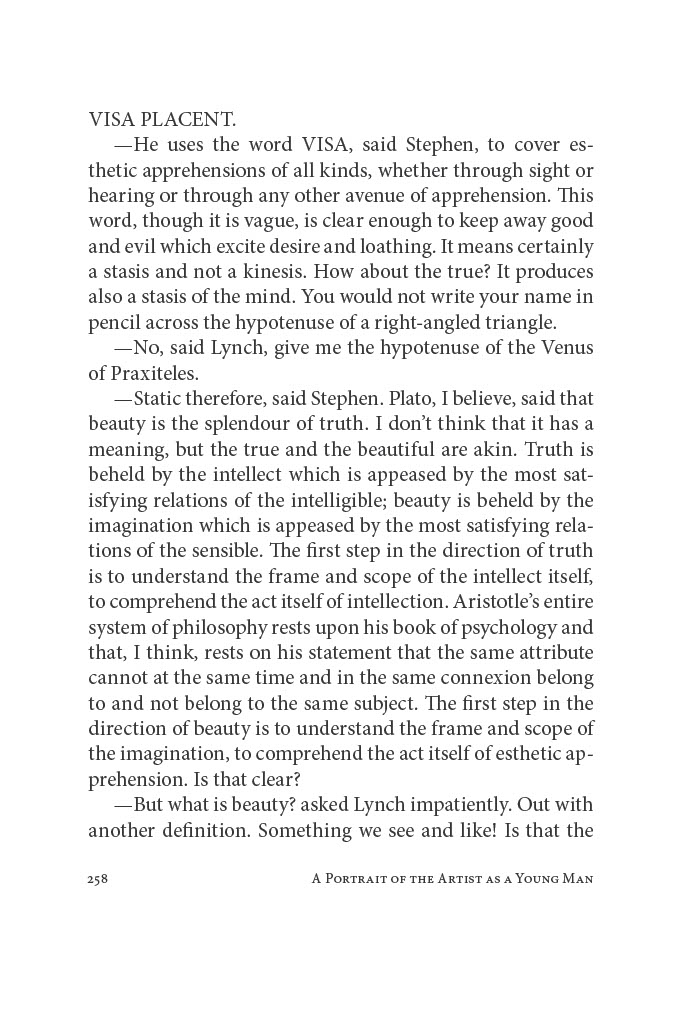 VISA PLACENT.
—He uses the word VISA, said Stephen, to cover es-
thetic apprehensions of all kinds, whether through sight or
hearing or through any other avenue of apprehension. This
word, though it is vague, is clear enough to keep away good
and evil which excite desire and loathing. It means certainly
a stasis and not a kinesis. How about the true? It produces
also a stasis of the mind. You would not write your name in
pencil across the hypotenuse of a right-angled triangle.
—No, said Lynch, give me the hypotenuse of the Venus
of Praxiteles.
—Static therefore, said Stephen. Plato, I believe, said that
beauty is the splendour of truth. I don’t think that it has a
meaning, but the true and the beautiful are akin. Truth is
beheld by the intellect which is appeased by the most sat-
isfying relations of the intelligible; beauty is beheld by the
imagination which is appeased by the most satisfying rela-
tions of the sensible. The first step in the direction of truth
is to understand the frame and scope of the intellect itself,
to comprehend the act itself of intellection. Aristotle’s entire
system of philosophy rests upon his book of psychology and
that, I think, rests on his statement that the same attribute
cannot at the same time and in the same connexion belong
to and not belong to the same subject. The first step in the
direction of beauty is to understand the frame and scope of
the imagination, to comprehend the act itself of esthetic ap-
prehension. Is that clear?
—But what is beauty? asked Lynch impatiently. Out with
another definition. Something we see and like! Is that the
258 A Portrait of the Artist as a Young Man